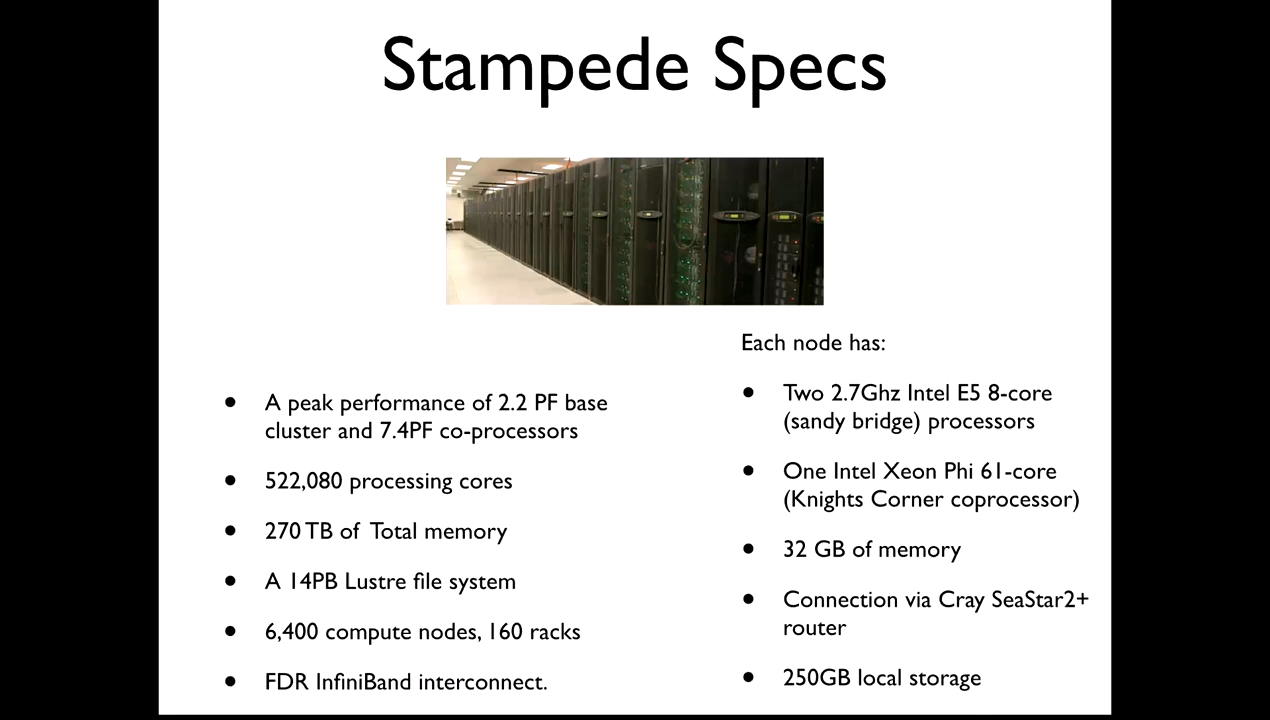 Stampede Specs
• A peak performance of 2.2 PF base
cluster and 7.4PF co-processors
• 522,080 processing cores
• 270 TB of Total memory
• A 14PB Lustre file system
• 6,400 compute nodes, 160 racks
• FDR InfiniBand interconnect.
Each node has:
• Two 2.7Ghz Intel E5 8-core
(sandy bridge) processors
• One Intel Xeon Phi 61-core
(Knights Corner coprocessor)
• 32 GB of memory
• Connection via Cray SeaStar2+
router
• 250GB local storage